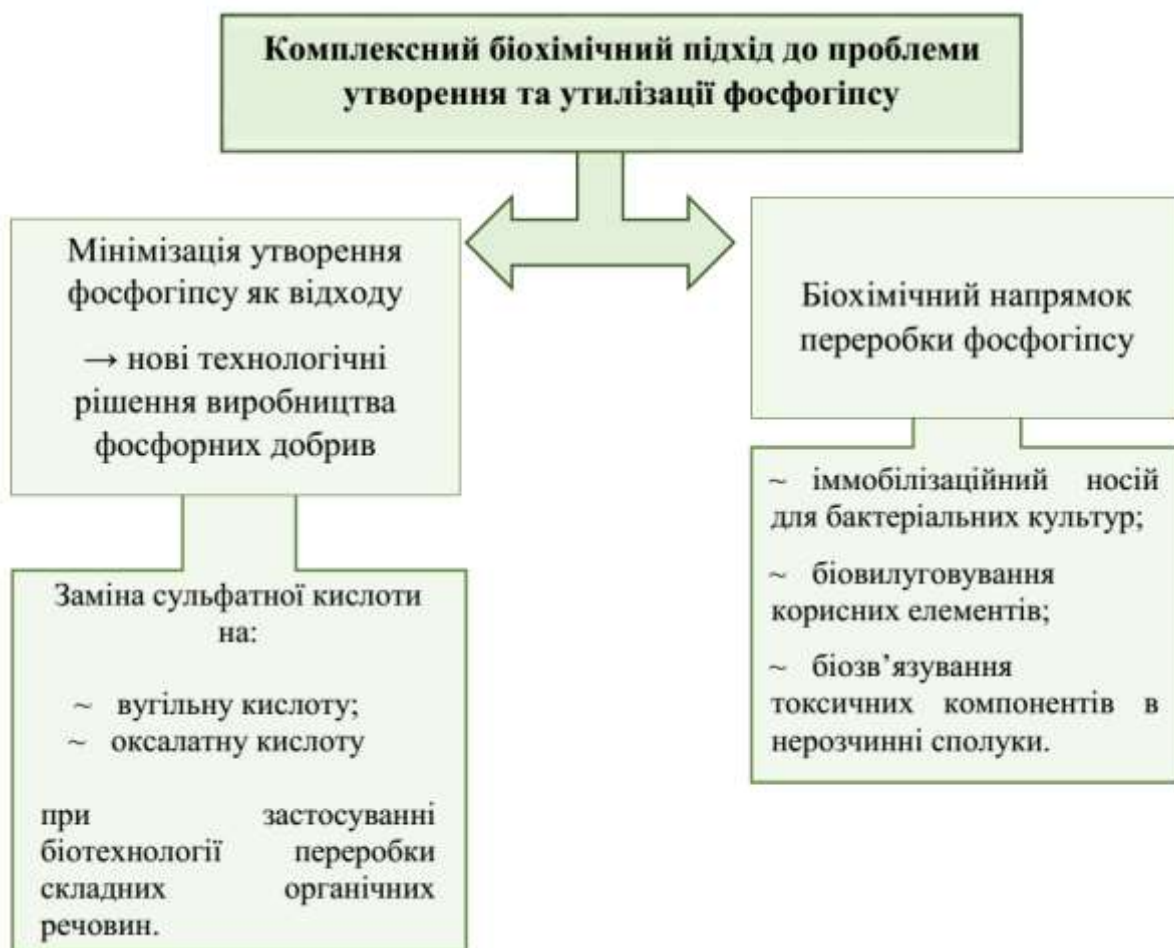 Комплексний біохімічний підхід до проблеми
утворення та утилізації фосфогіпсу
Мінімізація утворення
фосфогіпсу як відходу
→ нові технологічні
рішення виробництва
фосфорних добрив
Заміна сульфатної кислоти
на:
~ вугільну кислоту;
~ оксалатну кислоту
при застосуванні
біотехнології переробки
складних органічних
речовин.
Біохімічний напрямок
переробки фосфогіпсу
~ іммобілізаційний носій
для бактеріальних культур;
~ біовилуговування
корисних елементів;
~ біозв’язування
токсичних компонентів в
нерозчинні сполуки.